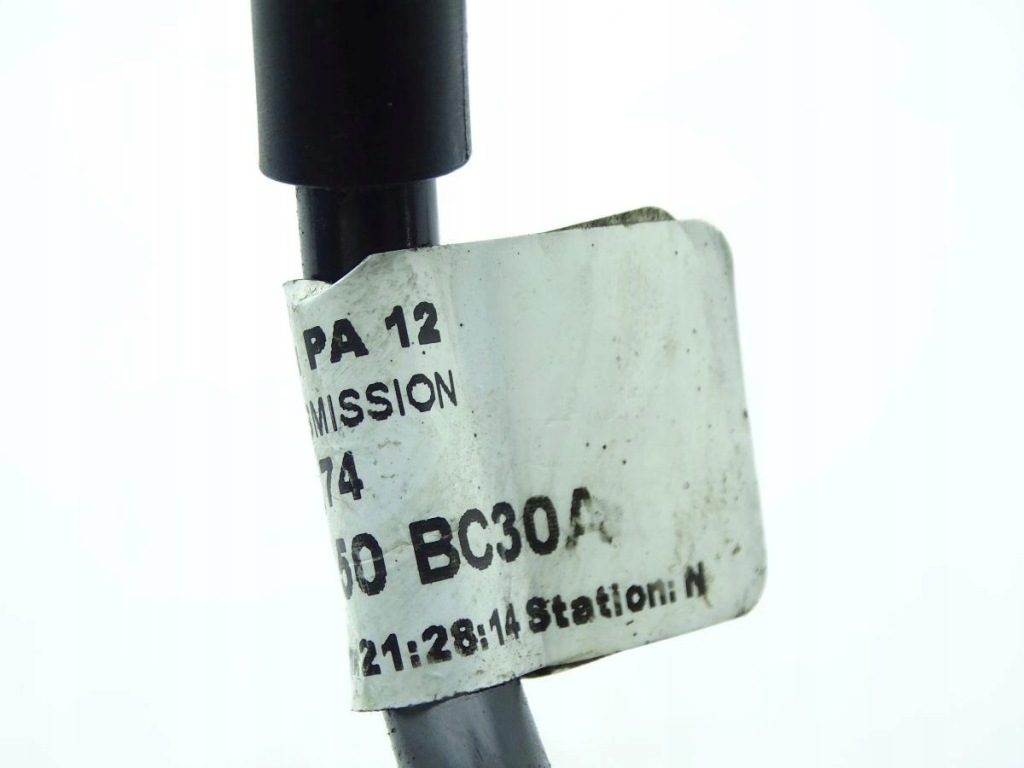 PA 12
MISSION
74
50 BC30A
21:28:14 Station: N